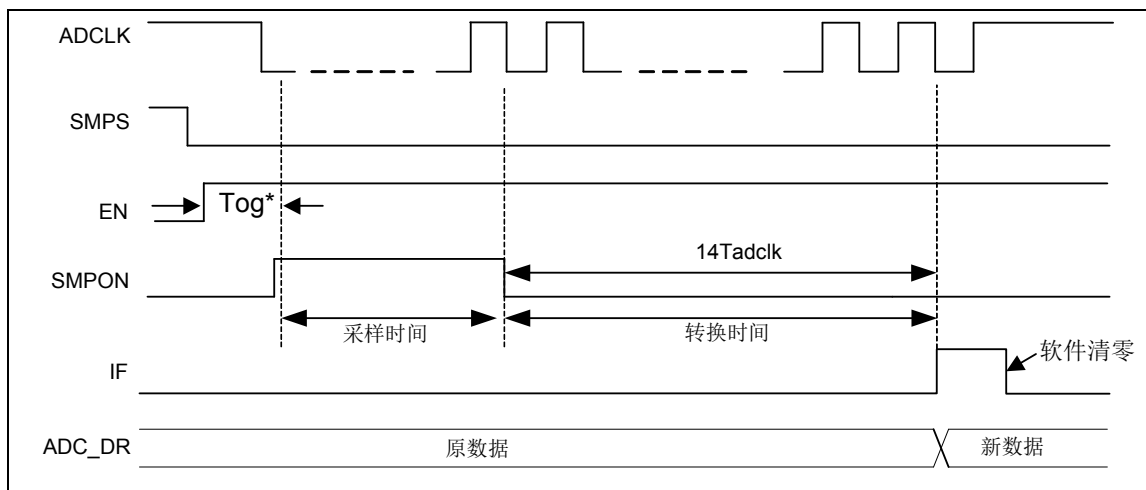 ADCLK
SMPS
EN
Tog*
SMPON
14Tadclk
采样时间
转换时间
IF
软件清零
ADC_DR
原数据
新数据